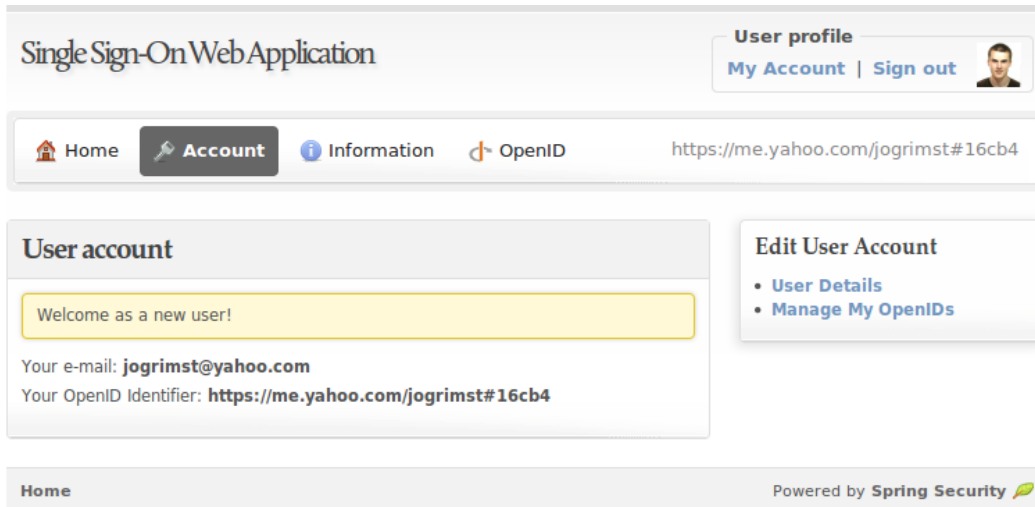 Single Sign-On Web Application
User profile
My Account | Sign out
Home
Account
Information
OpenID
https://me.yahoo.com/jogrimst#16cb4
User account
Welcome as a new user!
Your e-mail: jogrimst@yahoo.com
Your OpenID Identifier: https://me.yahoo.com/jogrimst#16cb4
Edit User Account
• User Details
• Manage My OpenIDs
Home
Powered by Spring Security